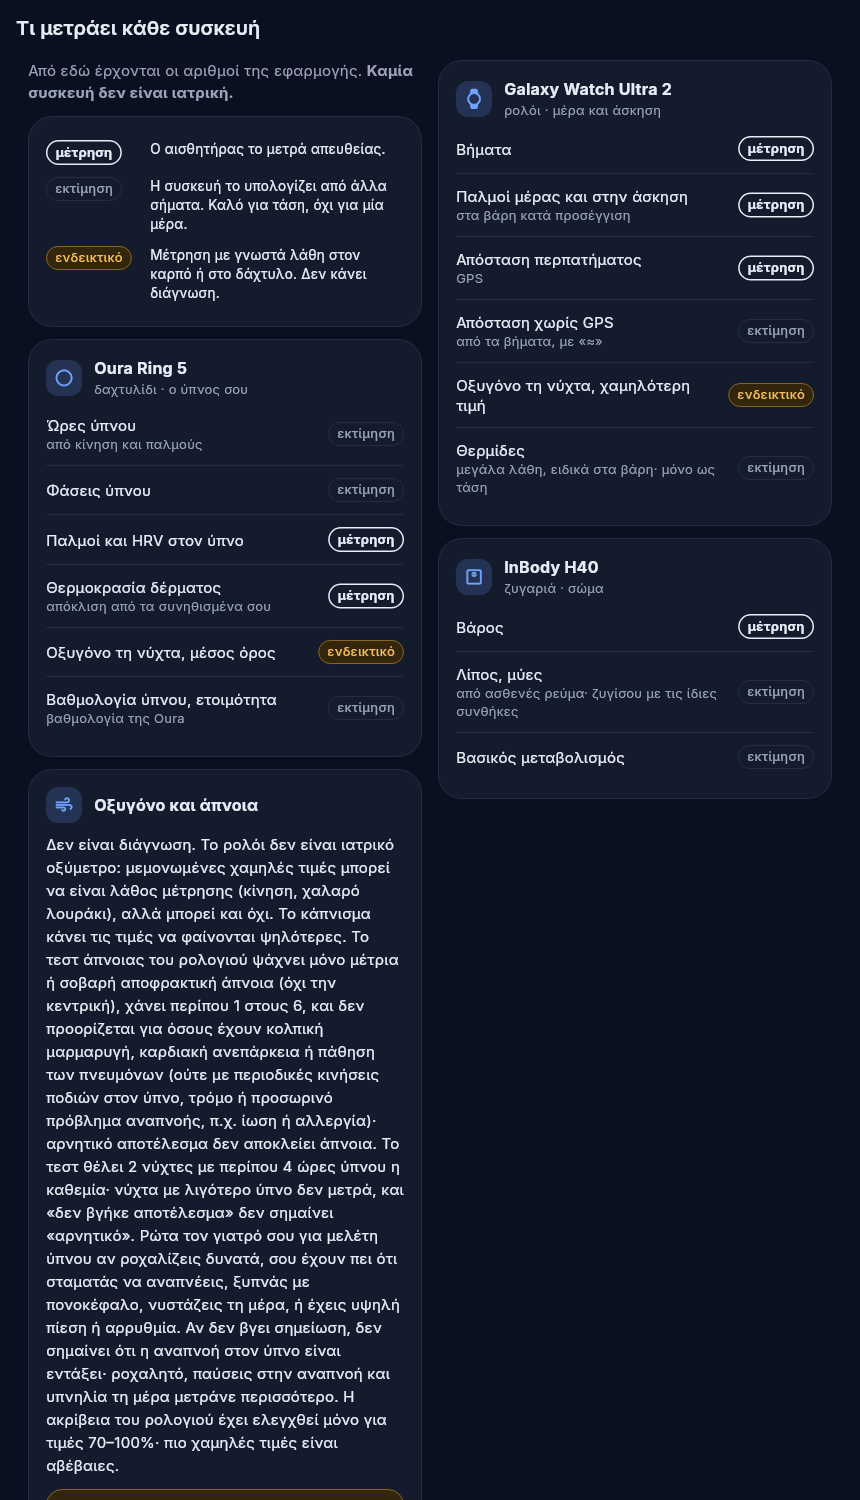 Τι μετράει κάθε συσκευή
Από εδώ έρχονται οι αριθμοί της εφαρμογής. Καμία
συσκευή δεν είναι ιατρική.
μέτρηση
Ο αισθητήρας το μετρά απευθείας.
εκτίμηση
Η συσκευή το υπολογίζει από άλλα
σήματα. Καλό για τάση, όχι για μία
μέρα.
ενδεικτικό
Μέτρηση με γνωστά λάθη στον
καρπό ή στο δάχτυλο. Δεν κάνει
διάγνωση.
Oura Ring 5
δαχτυλίδι · ο ύπνος σου
Ώρες ύπνου
από κίνηση και παλμούς
εκτίμηση
Φάσεις ύπνου
εκτίμηση
Παλμοί και HRV στον ύπνο
μέτρηση
Θερμοκρασία δέρματος
απόκλιση από τα συνηθισμένα σου
μέτρηση
Οξυγόνο τη νύχτα, μέσος όρος
ενδεικτικό
Βαθμολογία ύπνου, ετοιμότητα
βαθμολογία της Oura
εκτίμηση
Οξυγόνο και άπνοια
Δεν είναι διάγνωση. Το ρολόι δεν είναι ιατρικό
οξύμετρο: μεμονωμένες χαμηλές τιμές μπορεί
να είναι λάθος μέτρησης (κίνηση, χαλαρό
λουράκι), αλλά μπορεί και όχι. Το κάπνισμα
κάνει τις τιμές να φαίνονται ψηλότερες. Το
τεστ άπνοιας του ρολογιού ψάχνει μόνο μέτρια
ή σοβαρή αποφρακτική άπνοια (όχι την
κεντρική), χάνει περίπου 1 στους 6, και δεν
προορίζεται για όσους έχουν κολπική
μαρμαρυγή, καρδιακή ανεπάρκεια ή πάθηση
των πνευμόνων (ούτε με περιοδικές κινήσεις
ποδιών στον ύπνο, τρόμο ή προσωρινό
πρόβλημα αναπνοής, π.χ. ίωση ή αλλεργία)·
αρνητικό αποτέλεσμα δεν αποκλείει άπνοια. Το
τεστ θέλει 2 νύχτες με περίπου 4 ώρες ύπνου η
καθεμία· νύχτα με λιγότερο ύπνο δεν μετρά, και
«δεν βγήκε αποτέλεσμα» δεν σημαίνει
«αρνητικό». Ρώτα τον γιατρό σου για μελέτη
ύπνου αν ροχαλίζεις δυνατά, σου έχουν πει ότι
σταματάς να αναπνέεις, ξυπνάς με
πονοκέφαλο, νυστάζεις τη μέρα, ή έχεις υψηλή
πίεση ή αρρυθμία. Αν δεν βγει σημείωση, δεν
σημαίνει ότι η αναπνοή στον ύπνο είναι
εντάξει· ροχαλητό, παύσεις στην αναπνοή και
υπνηλία τη μέρα μετράνε περισσότερο. Η
ακρίβεια του ρολογιού έχει ελεγχθεί μόνο για
τιμές 70–100%· πιο χαμηλές τιμές είναι
αβέβαιες.
Galaxy Watch Ultra 2
ρολόι · μέρα και άσκηση
Βήματα
μέτρηση
Παλμοί μέρας και στην άσκηση
στα βάρη κατά προσέγγιση
μέτρηση
Απόσταση περπατήματος
GPS
μέτρηση
Απόσταση χωρίς GPS
από τα βήματα, με «≈»
εκτίμηση
Οξυγόνο τη νύχτα, χαμηλότερη
τιμή
ενδεικτικό
Θερμίδες
μεγάλα λάθη, ειδικά στα βάρη· μόνο ως
τάση
εκτίμηση
InBody H40
ζυγαριά · σώμα
Βάρος
μέτρηση
Λίπος, μύες
από ασθενές ρεύμα· ζυγίσου με τις ίδιες
συνθήκες
εκτίμηση
Βασικός μεταβολισμός
εκτίμηση